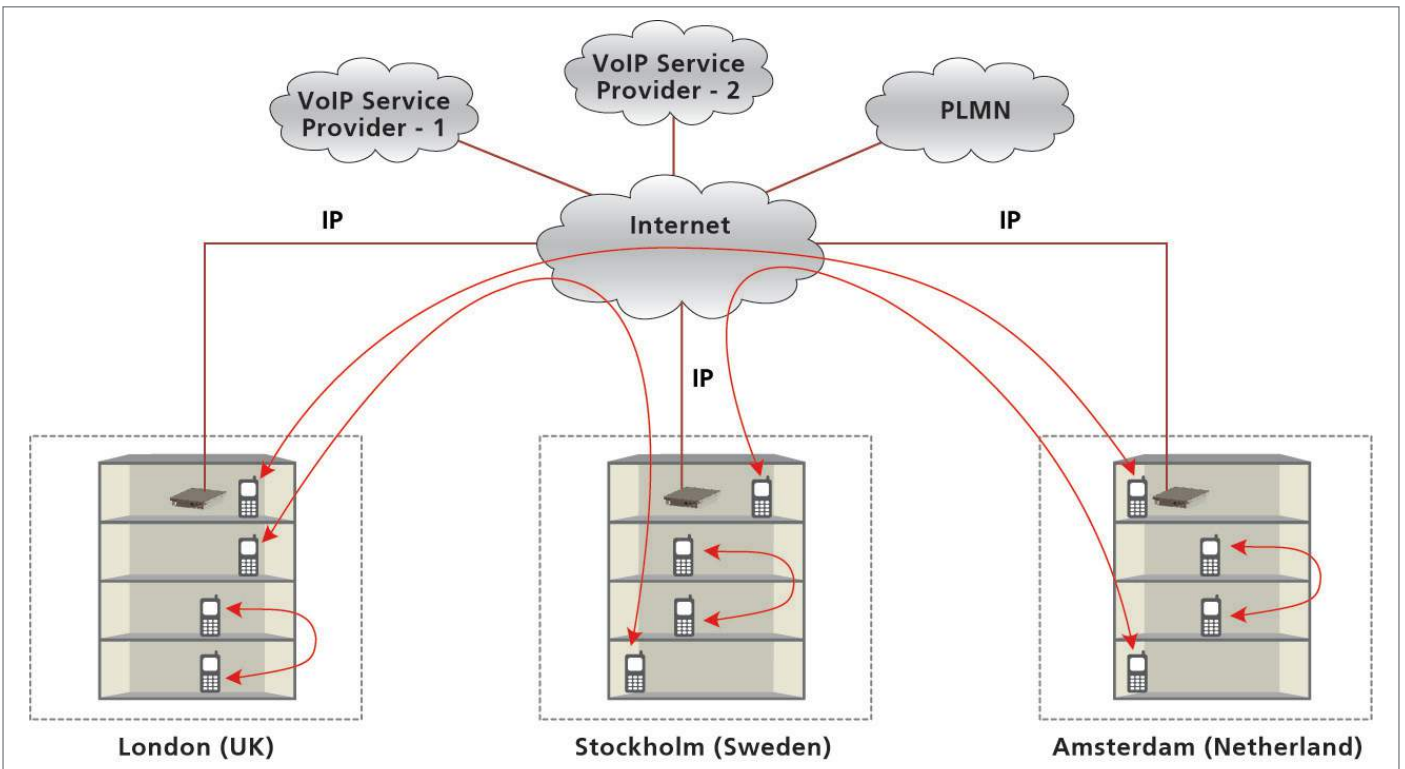 VoIP Service
Provider - 1
VoIP Service
Provider - 2
PLMN
Internet
IP
IP
IP
London (UK)
Stockholm (Sweden)
Amsterdam (Netherland)